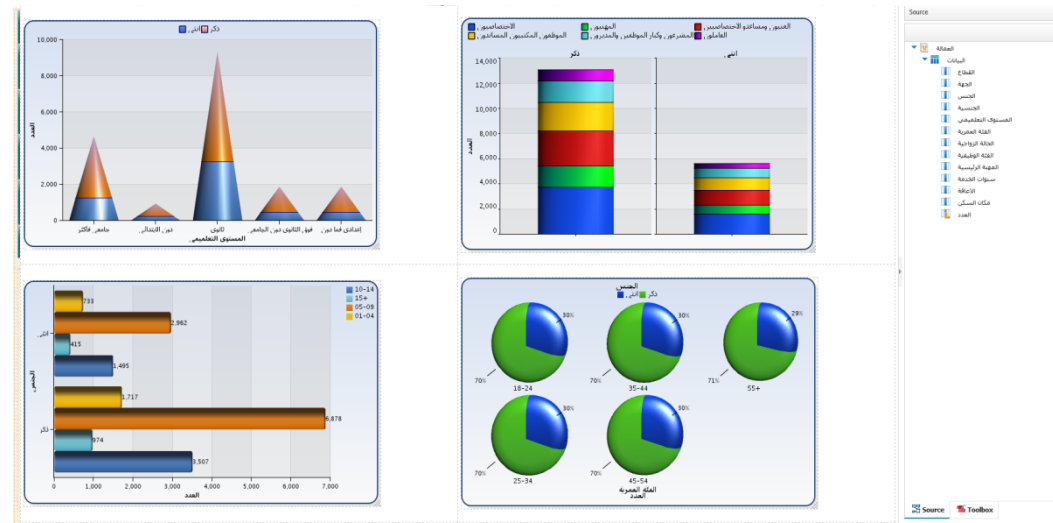 ذكر انثى
10,000
8,000
6,000
4,000
2,000
0
العدد
جامعي فأكثر
دون الابتدائي
ثانوي
فوق الثانوي دون الجامعي
إعدادي فما دون
المستوى التعليمي
الاختصاصيون
المهنيون
الفنيون ومساعدو الاختصاصيين
الموظفون المكتبيون المساندون
المشرعون وكبار الموظفين والمديرون
العاملون
ذكر
انثى
14,000
12,000
10,000
8,000
6,000
4,000
2,000
0
العدد
10-14
15+
05-09
01-04
733
2,962
415
1,495
انثى
1,717
6,878
974
3,507
ذكر
الجنس
0
1,000
2,000
3,000
4,000
5,000
6,000
7,000
العدد
الجنس
ذكر انثى
30%
70%
18-24
30%
70%
35-44
29%
71%
55+
30%
70%
25-34
30%
70%
45-54
الفئة العمرية
العدد
Source
العمالة
البيانات
القطاع
الجهة
الجنس
الجنسية
المستوى التعليمي
الفئة العمرية
الحالة الزواجية
الفئة الوظيفية
المهنة الرئيسية
سنوات الخدمة
الاعاقة
مكان السكن
العدد
Source
Toolbox